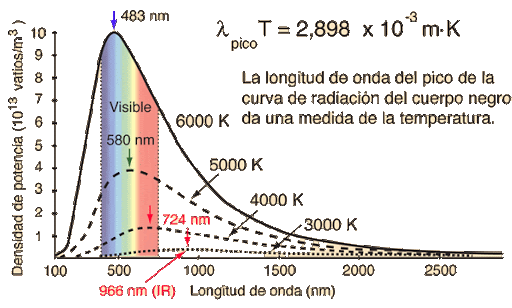 483 nm
λpico T = 2,898 x 10⁻³ m·K
La longitud de onda del pico de la
curva de radiación del cuerpo negro
da una medida de la temperatura.
Densidad de potencia (10¹³ vatios/m³)
10
9
8
7
6
5
4
3
2
1
Visible
580 nm
6000 K
5000 K
4000 K
724 nm
3000 K
100
500
1000
1500
2000
2500
966 nm (IR)
Longitud de onda (nm)